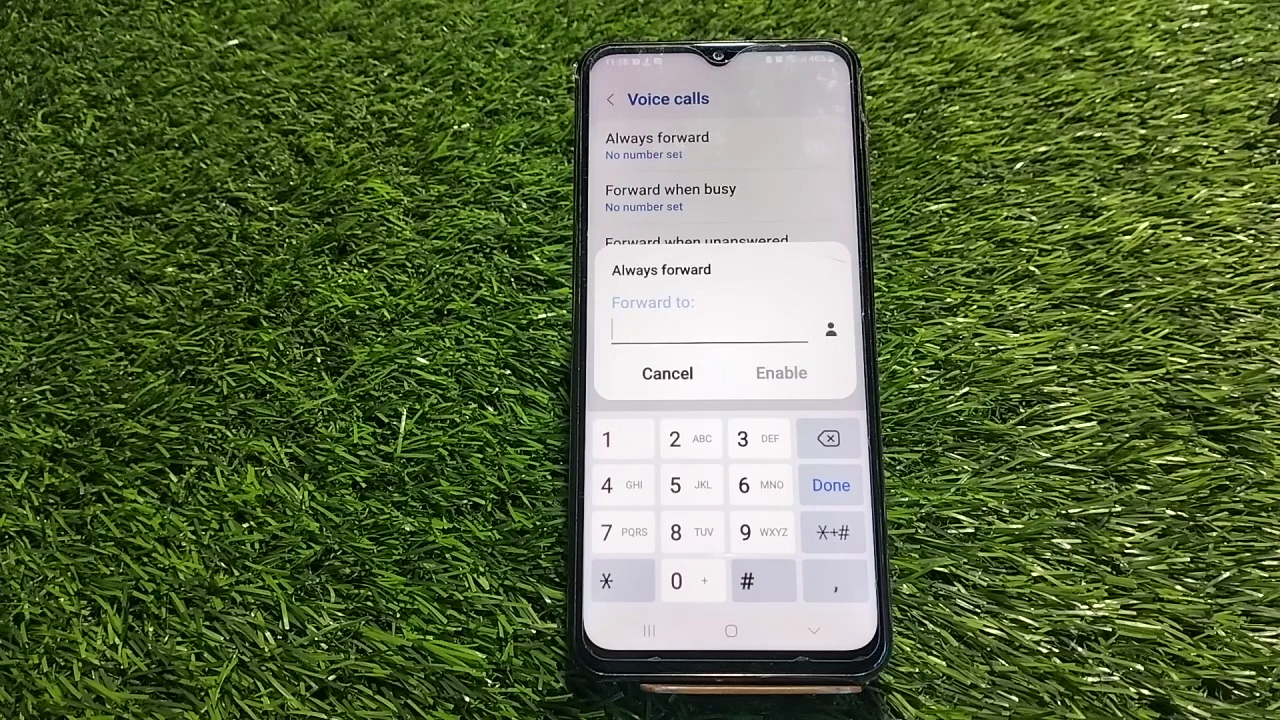 Voice calls
Always forward
No number set
Forward when busy
No number set
Forward when unanswered
Always forward
Forward to:
Cancel Enable
1 2 ABC 3 DEF
4 GHI 5 JKL 6 MNO Done
7 PQRS 8 TUV 9 WXYZ *+#
* 0 + # ,